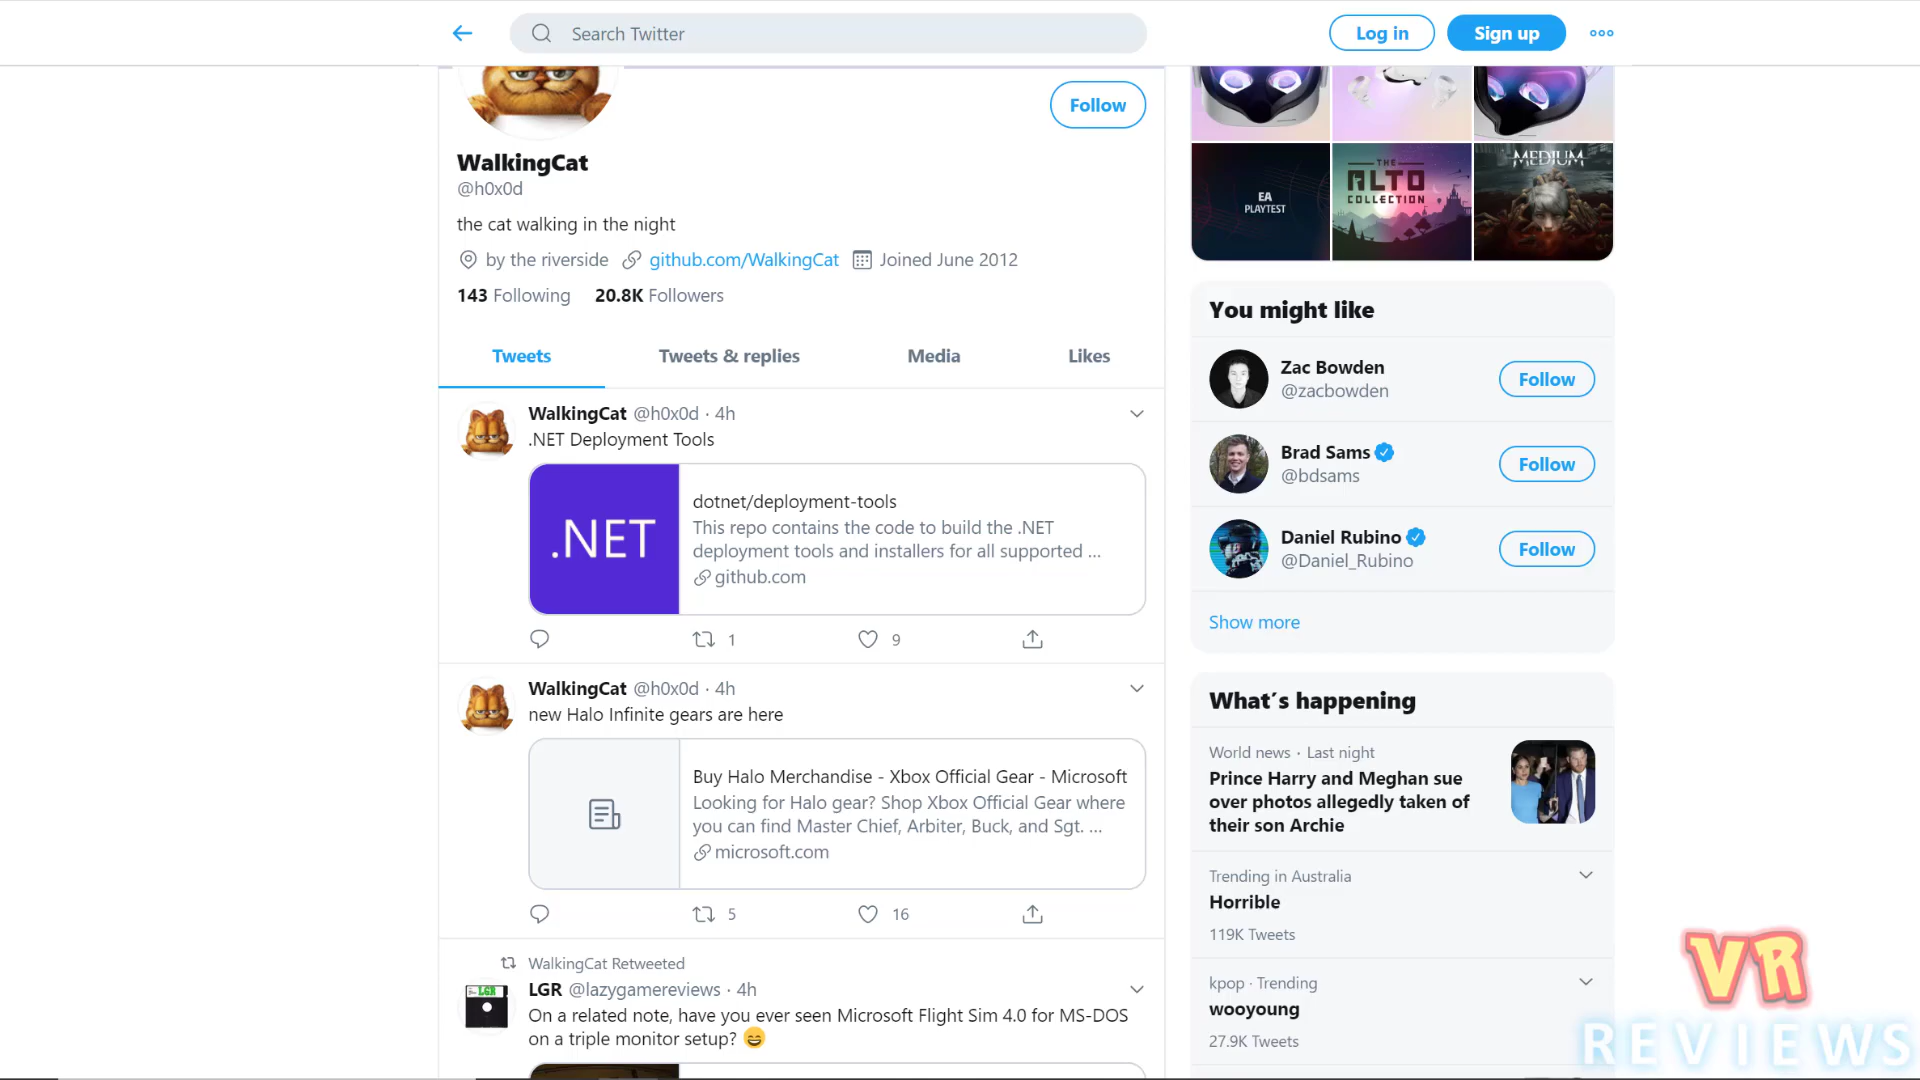 Search Twitter
Log in
Sign up
Follow
WalkingCat
@h0x0d
the cat walking in the night
by the riverside github.com/WalkingCat Joined June 2012
143 Following 20.8K Followers
Tweets Tweets & replies Media Likes
WalkingCat @h0x0d · 4h
.NET Deployment Tools
.NET
dotnet/deployment-tools
This repo contains the code to build the .NET
deployment tools and installers for all supported ...
github.com
1 9
WalkingCat @h0x0d · 4h
new Halo Infinite gears are here
Buy Halo Merchandise - Xbox Official Gear - Microsoft
Looking for Halo gear? Shop Xbox Official Gear where
you can find Master Chief, Arbiter, Buck, and Sgt. ...
microsoft.com
5 16
WalkingCat Retweeted
LGR @lazygamereviews · 4h
LGR
On a related note, have you ever seen Microsoft Flight Sim 4.0 for MS-DOS
on a triple monitor setup? 😄
EA
PLAYTEST
THE
ALTO
COLLECTION
MEDIUM
You might like
Zac Bowden
@zacbowden
Follow
Brad Sams
@bdsams
Follow
Daniel Rubino
@Daniel_Rubino
Follow
Show more
What's happening
World news · Last night
Prince Harry and Meghan sue
over photos allegedly taken of
their son Archie
Trending in Australia
Horrible
119K Tweets
kpop · Trending
wooyoung
27.9K Tweets
VR
REVIEWS